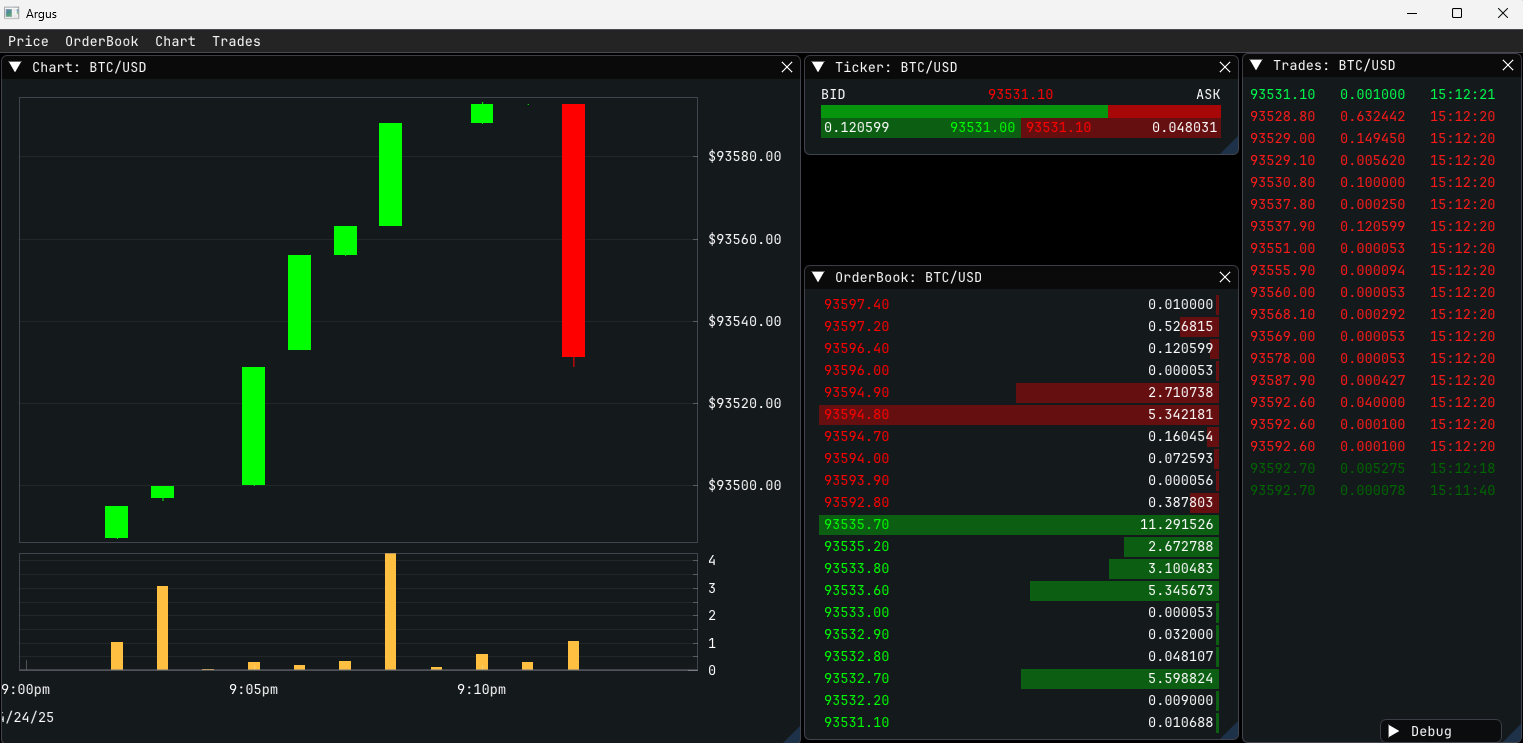 Argus
Price OrderBook Chart Trades
Chart: BTC/USD
$93580.00
$93560.00
$93540.00
$93520.00
$93500.00
4
3
2
1
0
9:00pm 9:05pm 9:10pm
/24/25
Ticker: BTC/USD
BID 93531.10 ASK
0.120599 93531.00 93531.10 0.048031
OrderBook: BTC/USD
93597.40 0.010000
93597.20 0.526815
93596.40 0.120599
93596.00 0.000053
93594.90 2.710738
93594.80 5.342181
93594.70 0.160454
93594.00 0.072593
93593.90 0.000056
93592.80 0.387803
93535.70 11.291526
93535.20 2.672788
93533.80 3.100483
93533.60 5.345673
93533.00 0.000053
93532.90 0.032000
93532.80 0.048107
93532.70 5.598824
93532.20 0.009000
93531.10 0.010688
Trades: BTC/USD
93531.10 0.001000 15:12:21
93528.80 0.632442 15:12:20
93529.00 0.149450 15:12:20
93529.10 0.005620 15:12:20
93530.80 0.100000 15:12:20
93537.80 0.000250 15:12:20
93537.90 0.120599 15:12:20
93551.00 0.000053 15:12:20
93555.90 0.000094 15:12:20
93560.00 0.000053 15:12:20
93568.10 0.000292 15:12:20
93569.00 0.000053 15:12:20
93578.00 0.000053 15:12:20
93587.90 0.000427 15:12:20
93592.60 0.040000 15:12:20
93592.60 0.000100 15:12:20
93592.60 0.000100 15:12:20
93592.70 0.005275 15:12:18
93592.70 0.000078 15:11:40
Debug